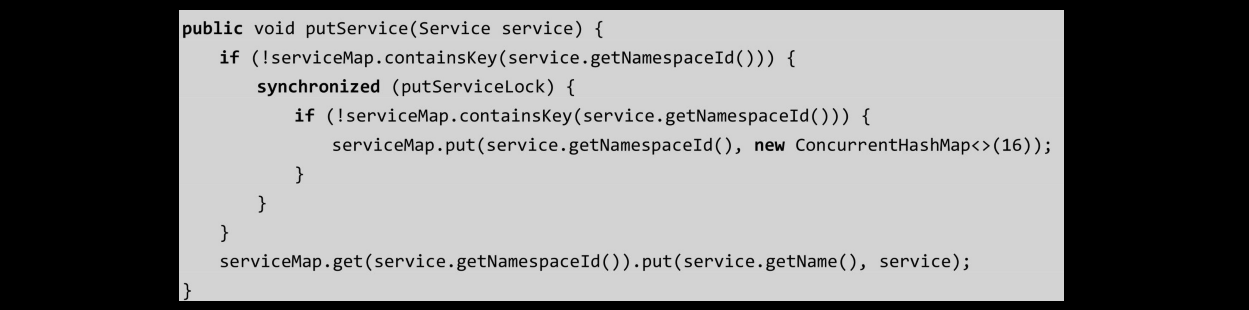 public void putService(Service service) {
if (!serviceMap.containsKey(service.getNamespaceId())) {
synchronized (putServiceLock) {
if (!serviceMap.containsKey(service.getNamespaceId())) {
serviceMap.put(service.getNamespaceId(), new ConcurrentHashMap<>(16));
}
}
}
serviceMap.get(service.getNamespaceId()).put(service.getName(), service);
}